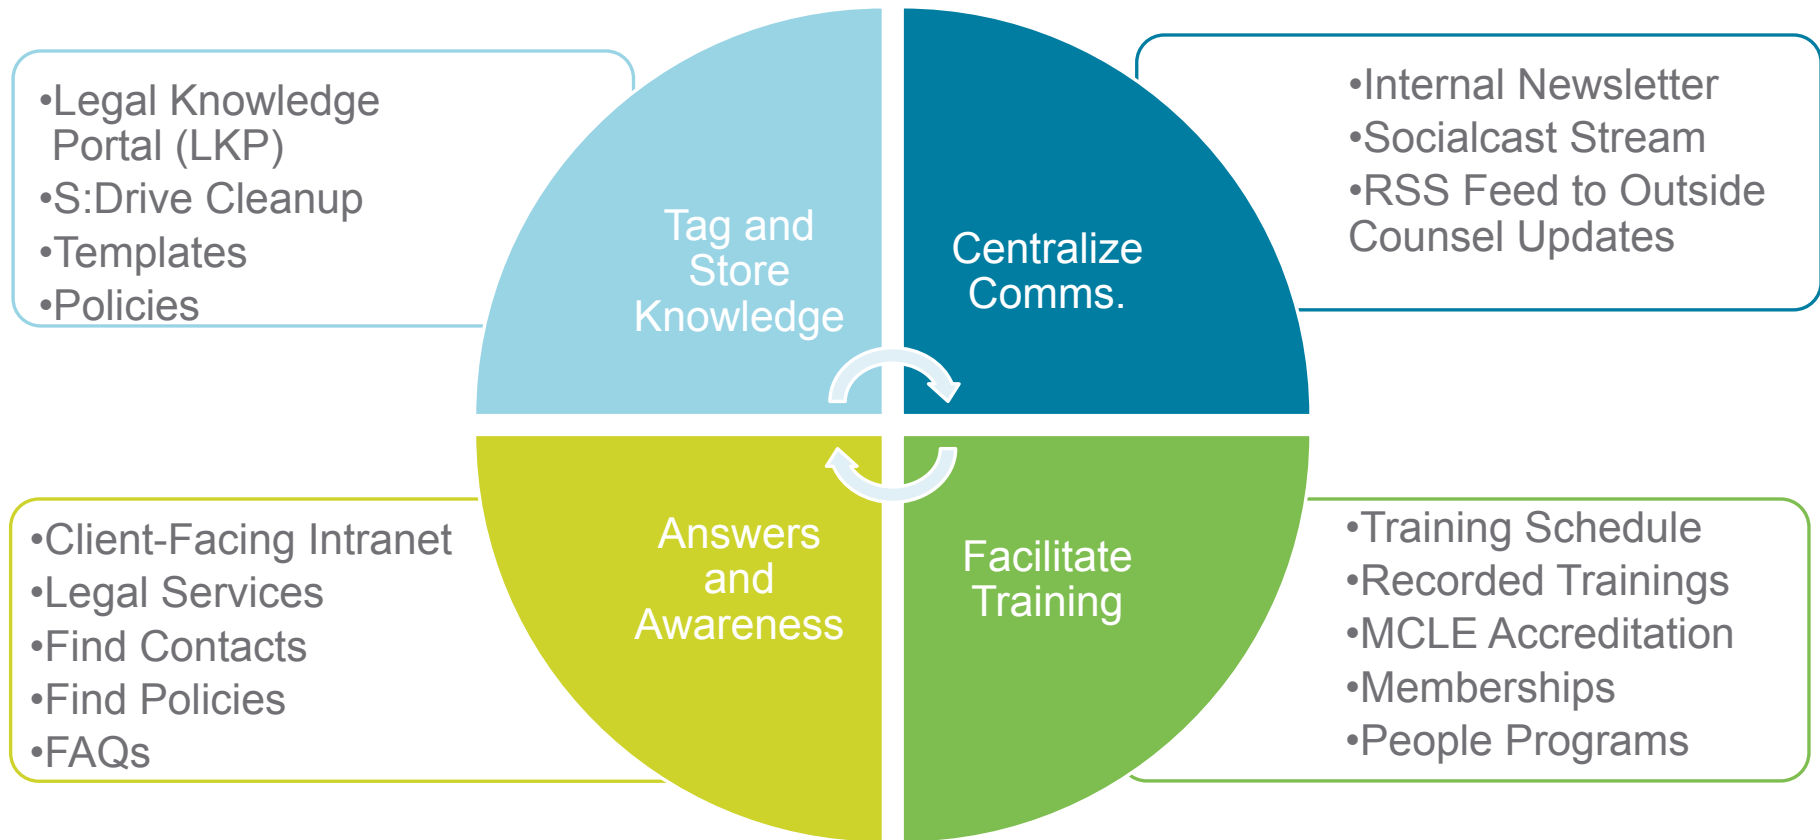 •Legal Knowledge
Portal (LKP)
•S:Drive Cleanup
•Templates
•Policies
Tag and
Store
Knowledge
Centralize
Comms.
•Internal Newsletter
•Socialcast Stream
•RSS Feed to Outside
Counsel Updates
•Client-Facing Intranet
•Legal Services
•Find Contacts
•Find Policies
•FAQs
Answers
and
Awareness
Facilitate
Training
•Training Schedule
•Recorded Trainings
•MCLE Accreditation
•Memberships
•People Programs